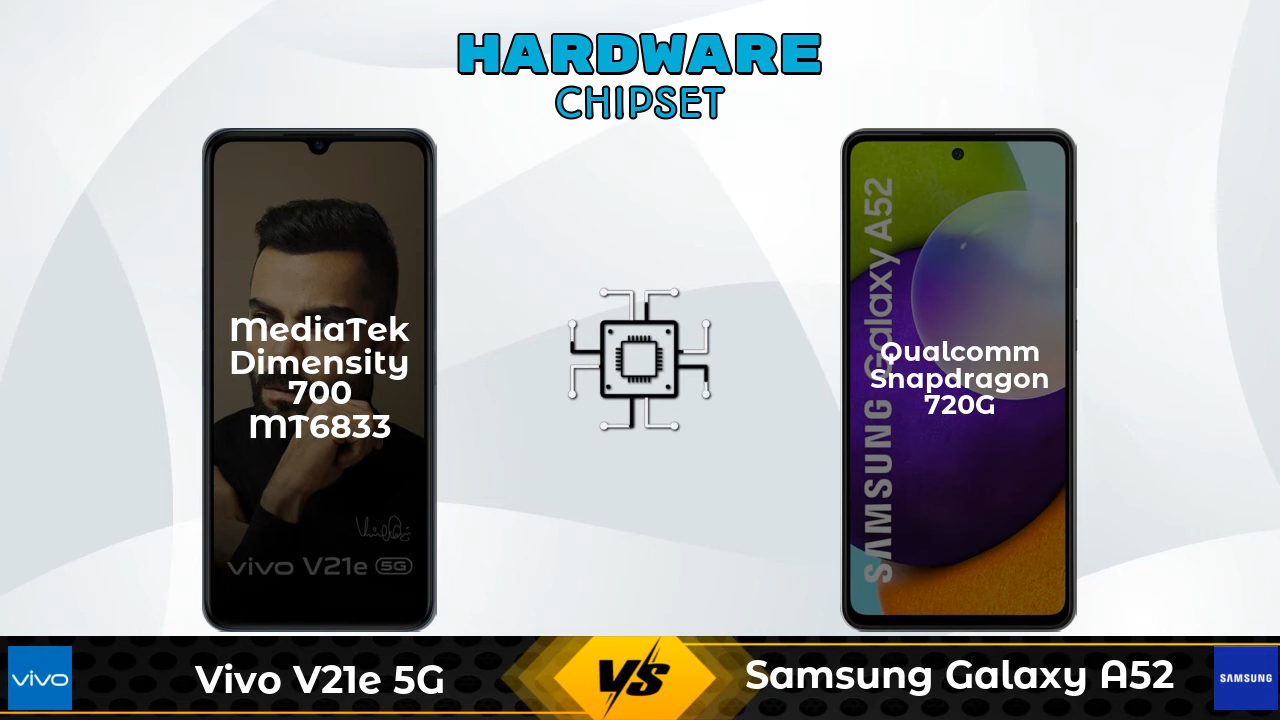 HARDWARE
CHIPSET
MediaTek
Dimensity
700
MT6833
vivo V21e 5G
SAMSUNG Galaxy A52
Qualcomm
Snapdragon
720G
vivo
Vivo V21e 5G
VS
Samsung Galaxy A52
SAMSUNG